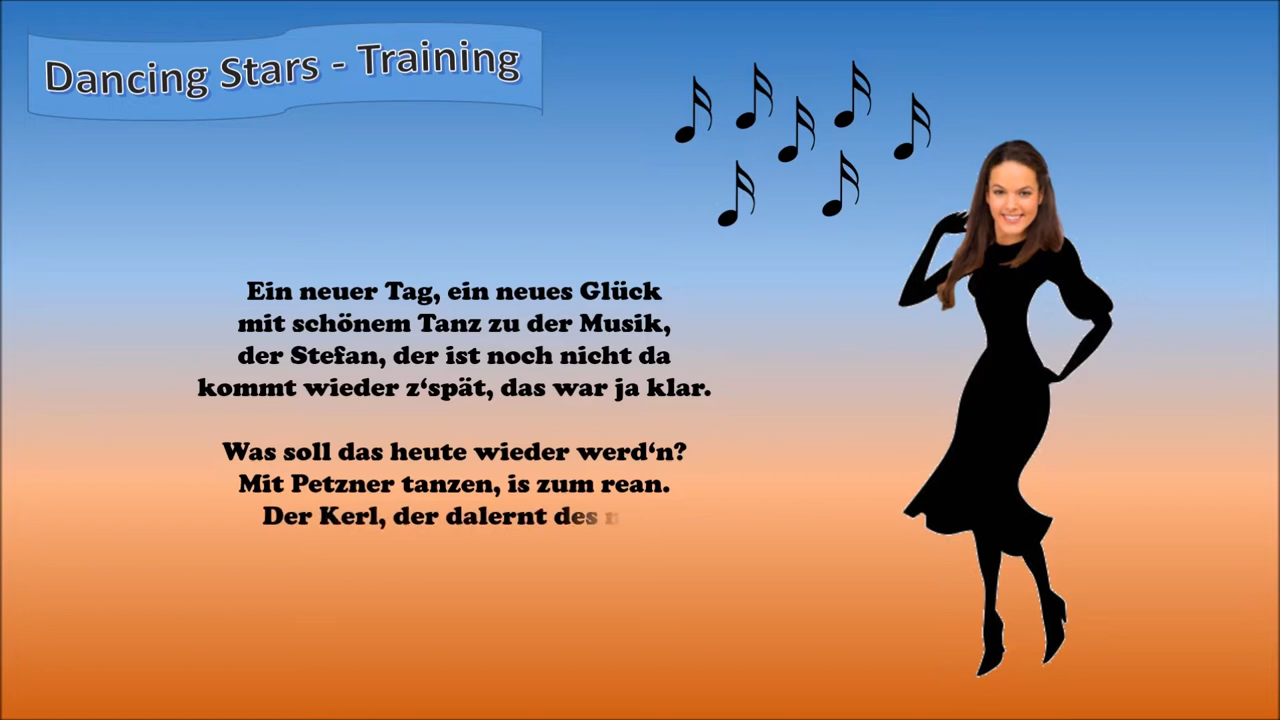 Dancing Stars - Training
Ein neuer Tag, ein neues Glück
mit schönem Tanz zu der Musik,
der Stefan, der ist noch nicht da
kommt wieder z‘spät, das war ja klar.
Was soll das heute wieder werd‘n?
Mit Petzner tanzen, is zum rean.
Der Kerl, der dalernt des